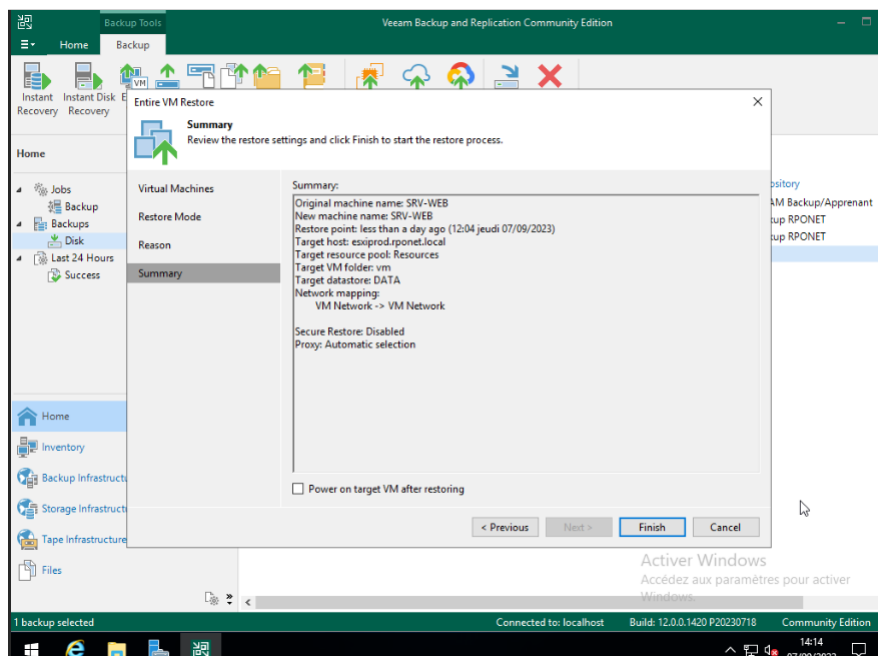 Backup Tools
Veeam Backup and Replication Community Edition
Home Backup
VM
Instant Recovery
Instant Disk Recovery
E
Entire VM Restore
Summary
Review the restore settings and click Finish to start the restore process.
Home
Jobs
Backup
Backups
Disk
Last 24 Hours
Success
Virtual Machines
Restore Mode
Reason
Summary
Summary:
Original machine name: SRV-WEB
New machine name: SRV-WEB
Restore point: less than a day ago (12:04 jeudi 07/09/2023)
Target host: esxiprod.rponet.local
Target resource pool: Resources
Target VM folder: vm
Target datastore: DATA
Network mapping:
VM Network -> VM Network
Secure Restore: Disabled
Proxy: Automatic selection
Power on target VM after restoring
< Previous Next > Finish Cancel
ository
AM Backup/Apprenant
kup RPONET
kup RPONET
Home
Inventory
Backup Infrastructu
Storage Infrastructu
Tape Infrastructure
Files
Activer Windows
Accédez aux paramètres pour activer
Windows.
1 backup selected
Connected to: localhost
Build: 12.0.0.1420 P20230718
Community Edition
14:14
07/09/2023